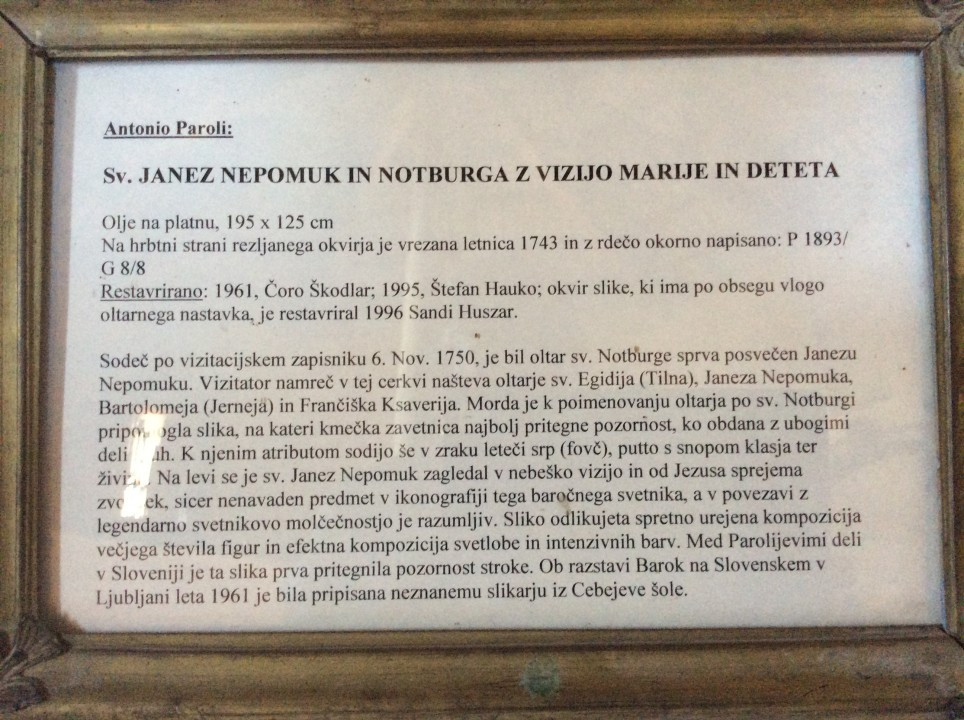 Antonio Paroli:
Sv. JANEZ NEPOMUK IN NOTBURGA Z VIZIJO MARIJE IN DETETA
Olje na platnu, 195 x 125 cm
Na hrbtni strani rezljanega okvirja je vrezana letnica 1743 in z rdečo okorno napisano: P 1893/
G 8/8
Restavrirano: 1961, Čoro Škodlar; 1995, Štefan Hauko; okvir slike, ki ima po obsegu vlogo
oltarnega nastavka, je restavriral 1996 Sandi Huszar.
Sodeč po vizitacijskem zapisniku 6. Nov. 1750, je bil oltar sv. Notburge sprva posvečen Janezu
Nepomuku. Vizitator namreč v tej cerkvi našteva oltarje sv. Egidija (Tilna), Janeza Nepomuka,
Bartolomeja (Jerneja) in Frančiška Ksaverija. Morda je k poimenovanju oltarja po sv. Notburgi
slika, na kateri kmečka zavetnica najbolj pritegne pozornost, ko obdana z ubogimi
deli K njenim atributom sodijo še v zraku leteči srp (fovč), putto s snopom klasja ter
Na levi se je sv. Janez Nepomuk zagledal v nebeško vizijo in od Jezusa sprejema
sicer nenavaden predmet v ikonografiji tega baročnega svetnika, a v povezavi z
legendarno svetnikovo molčečnostjo je razumljiv. Sliko odlikujeta spretno urejena kompozicija
večjega števila figur in efektna kompozicija svetlobe in intenzivnih barv. Med Parolijevimi deli
v Sloveniji je ta slika prva pritegnila pozornost stroke. Ob razstavi Barok na Slovenskem v
Ljubljani leta 1961 je bila pripisana neznanemu slikarju iz Cebejeve šole.